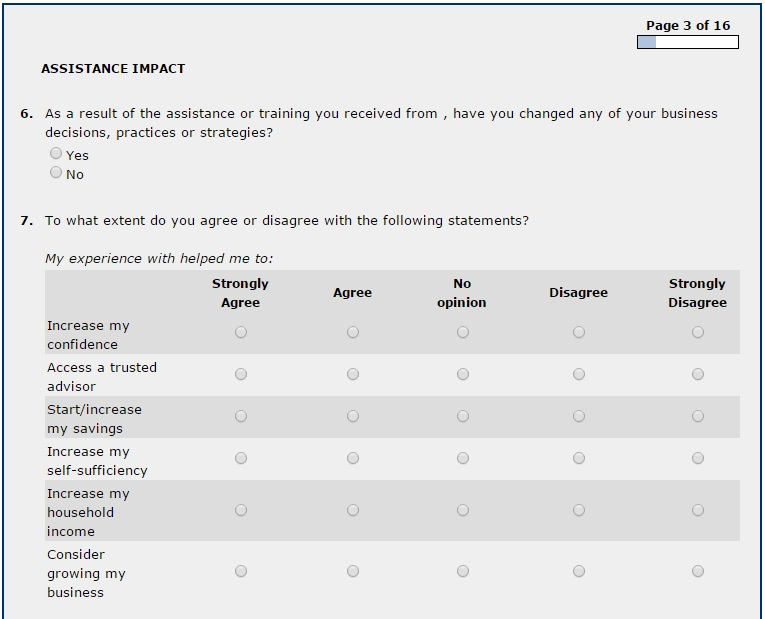 Page 3 of 16
ASSISTANCE IMPACT
6. As a result of the assistance or training you received from , have you changed any of your business
decisions, practices or strategies?
Yes
No
7. To what extent do you agree or disagree with the following statements?
My experience with helped me to:
Strongly Agree No Disagree Strongly
Agree opinion Disagree
Increase my
confidence
Access a trusted
advisor
Start/increase
my savings
Increase my
self-sufficiency
Increase my
household
income
Consider
growing my
business